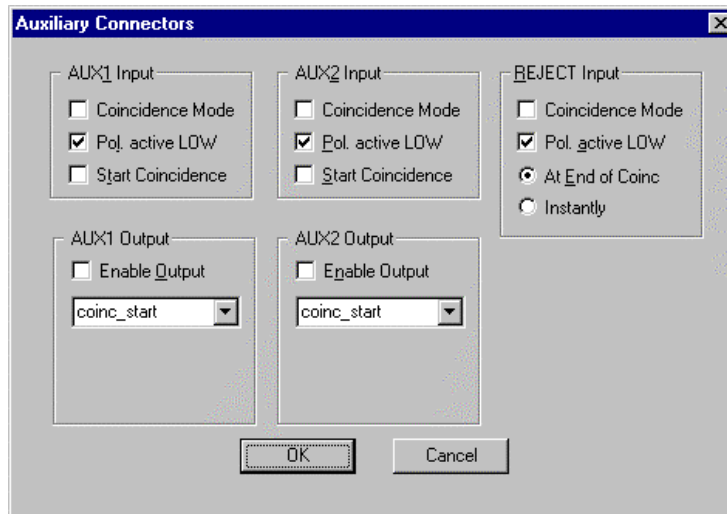 Auxiliary Connectors
AUX1 Input
Coincidence Mode
Pol. active LOW
Start Coincidence
AUX2 Input
Coincidence Mode
Pol. active LOW
Start Coincidence
REJECT Input
Coincidence Mode
Pol. active LOW
At End of Coinc
Instantly
AUX1 Output
Enable Output
coinc_start
AUX2 Output
Enable Output
coinc_start
OK
Cancel